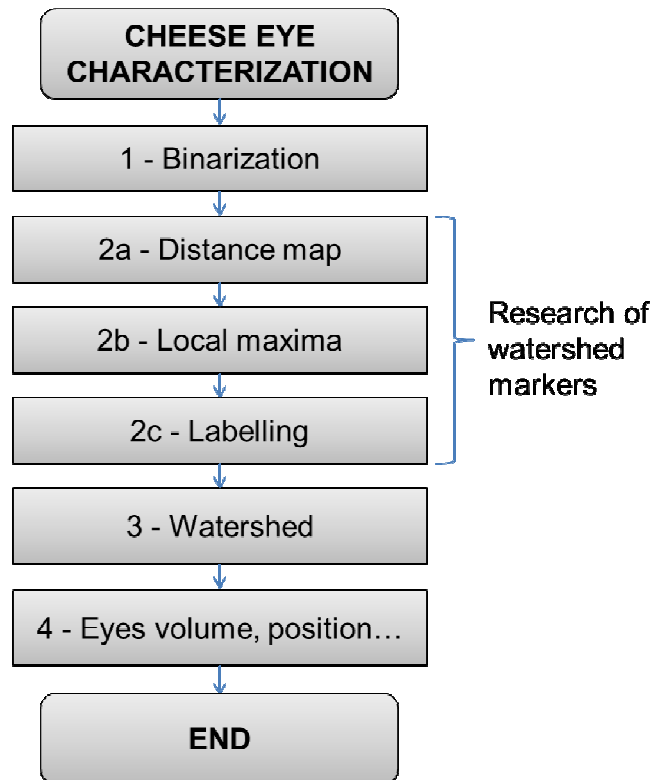 CHEESE EYE
CHARACTERIZATION
1 - Binarization
2a - Distance map
2b - Local maxima
2c - Labelling
Research of
watershed
markers
3 - Watershed
4 - Eyes volume, position…
END